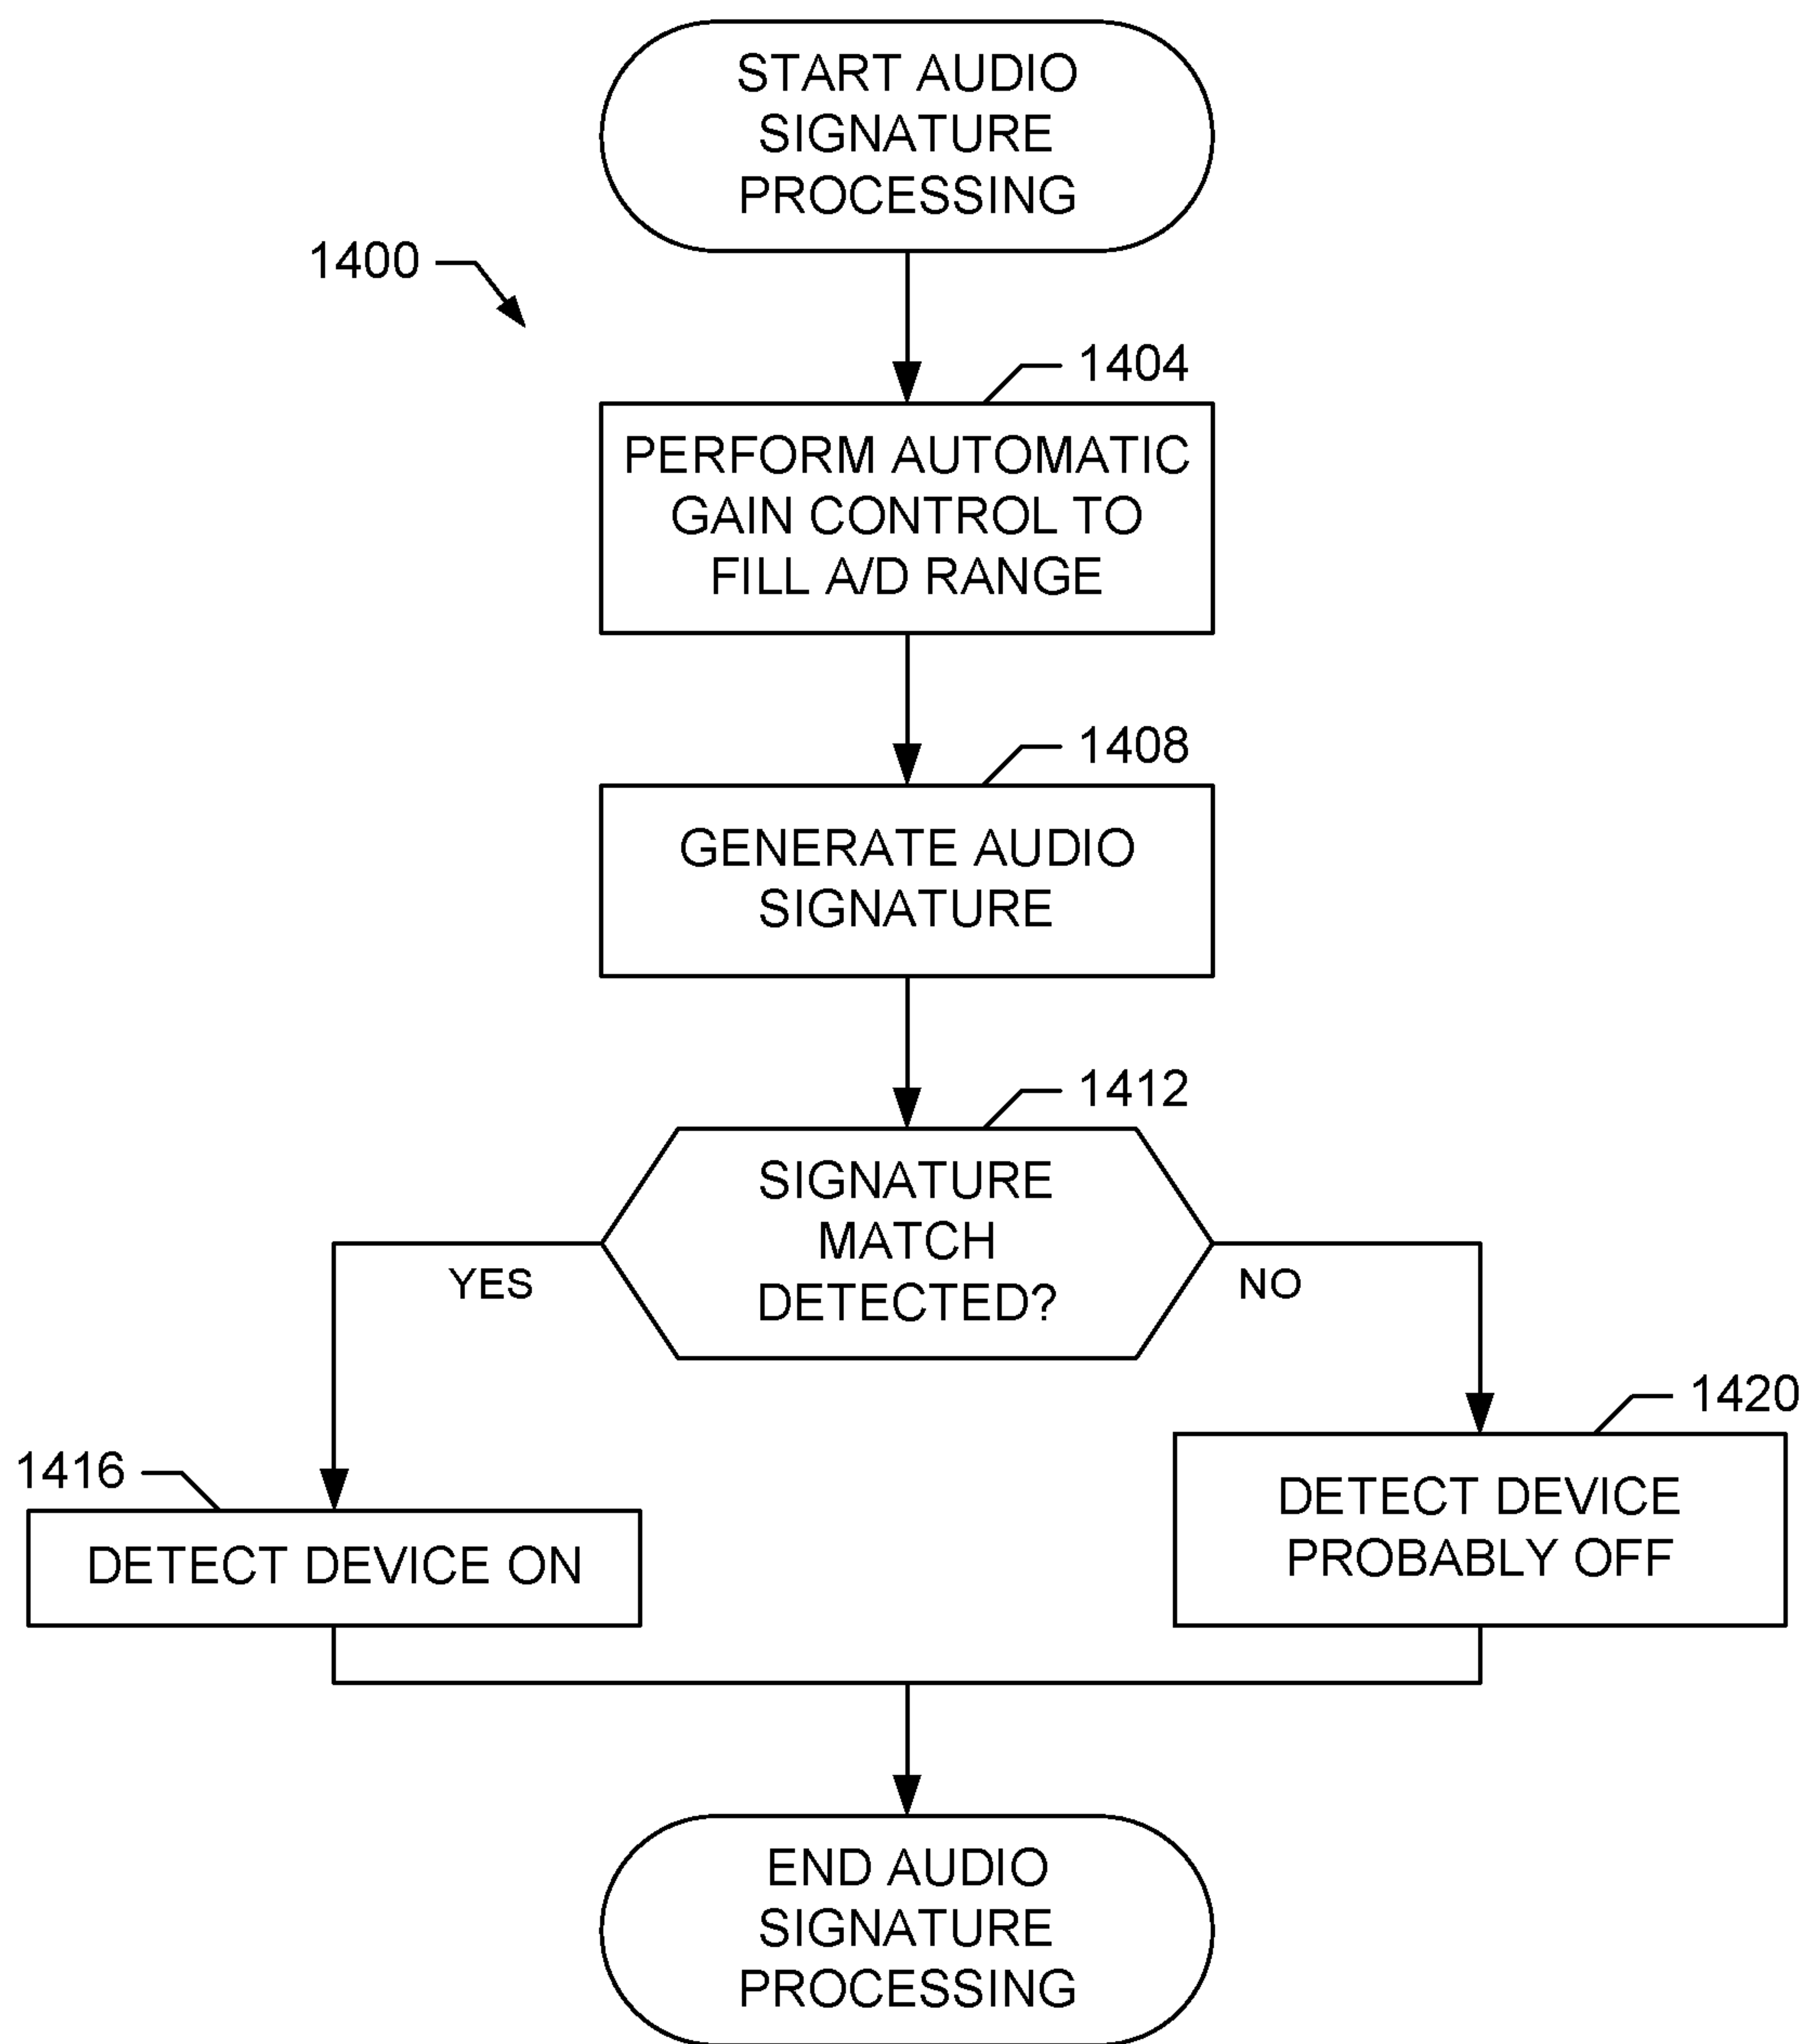 START AUDIO
SIGNATURE
PROCESSING
1400
1404
PERFORM AUTOMATIC
GAIN CONTROL TO
FILL A/D RANGE
1408
GENERATE AUDIO
SIGNATURE
1412
SIGNATURE
MATCH
DETECTED?
YES
NO
1416
DETECT DEVICE ON
1420
DETECT DEVICE
PROBABLY OFF
END AUDIO
SIGNATURE
PROCESSING